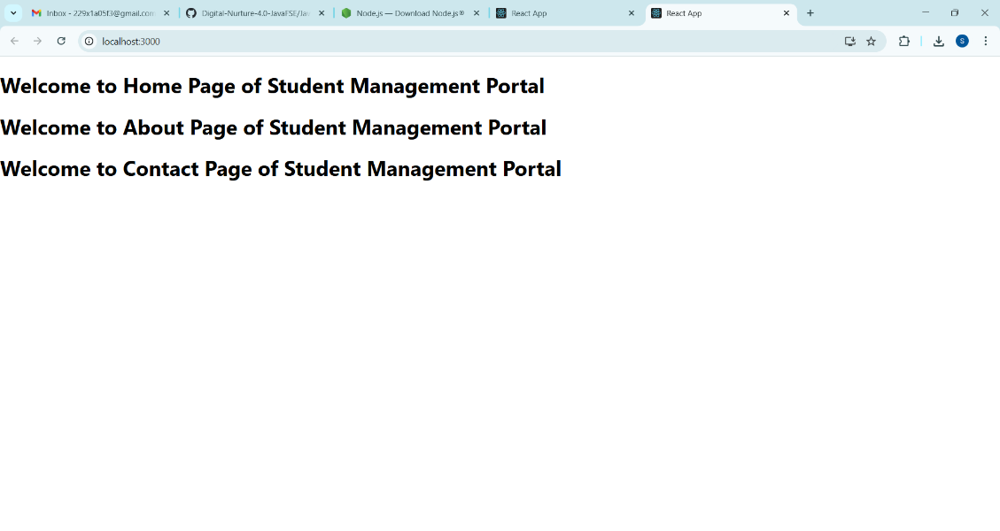 Inbox - 229x1a05f3@gmail.com
Digital-Nurture-4.0-JavaFSE/Jav
Node.js — Download Node.js®
React App
React App
localhost:3000
S
Welcome to Home Page of Student Management Portal
Welcome to About Page of Student Management Portal
Welcome to Contact Page of Student Management Portal